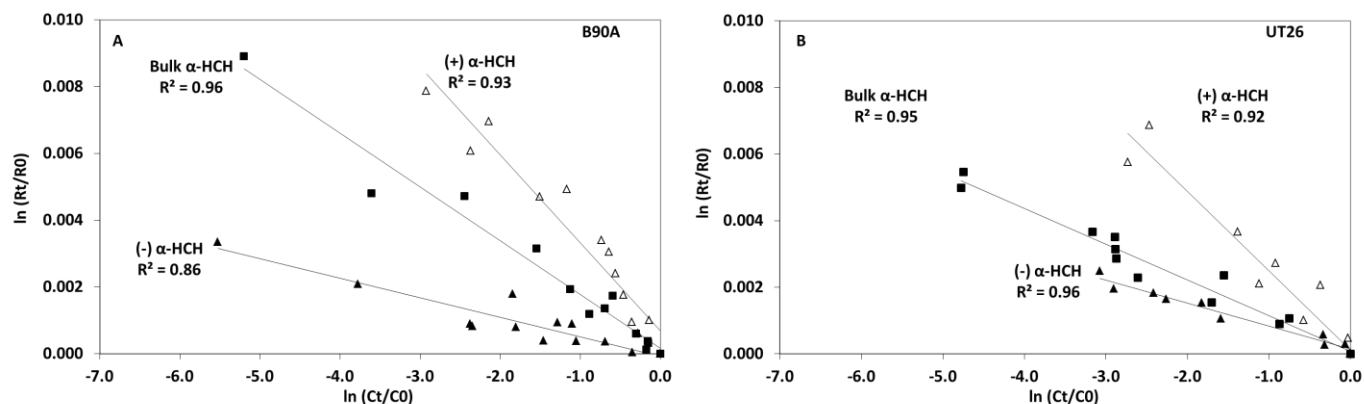 A
B90A
ln (Rt/R0)
0.010
0.008
0.006
0.004
0.002
0.000
Bulk α-HCH
R² = 0.96
(+) α-HCH
R² = 0.93
(-) α-HCH
R² = 0.86
-7.0 -6.0 -5.0 -4.0 -3.0 -2.0 -1.0 0.0
ln (Ct/C0)
B
UT26
ln (Rt/R0)
0.010
0.008
0.006
0.004
0.002
0.000
Bulk α-HCH
R² = 0.95
(+) α-HCH
R² = 0.92
(-) α-HCH
R² = 0.96
-7.0 -6.0 -5.0 -4.0 -3.0 -2.0 -1.0 0.0
ln (Ct/C0)